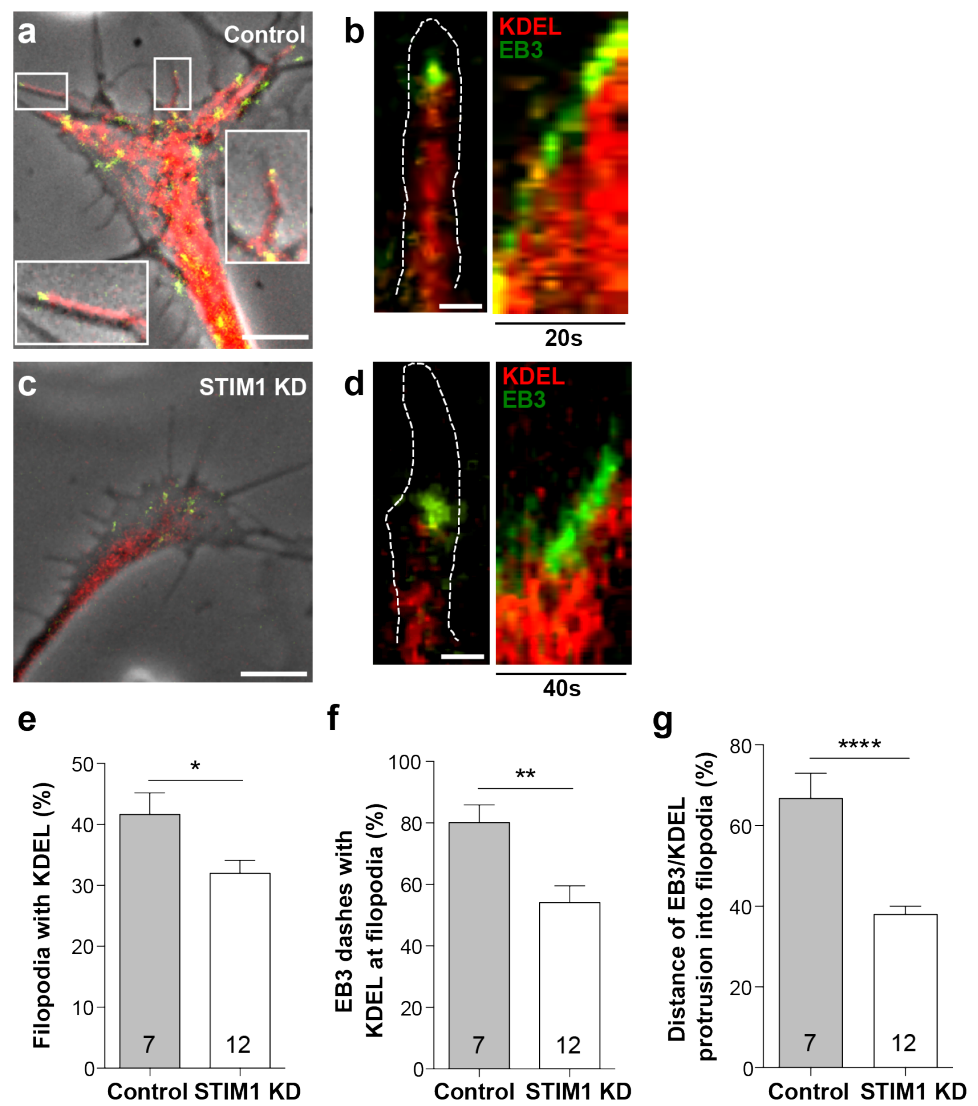 a
Control
b
KDEL
EB3
20s
c
STIM1 KD
d
KDEL
EB3
40s
e
Filopodia with KDEL (%)
50
40
30
20
10
0
*
7
12
Control STIM1 KD
f
EB3 dashes with
KDEL at filopodia (%)
100
80
60
40
20
0
**
7
12
Control STIM1 KD
g
Distance of EB3/KDEL
protrusion into filopodia (%)
80
60
40
20
0
****
7
12
Control STIM1 KD